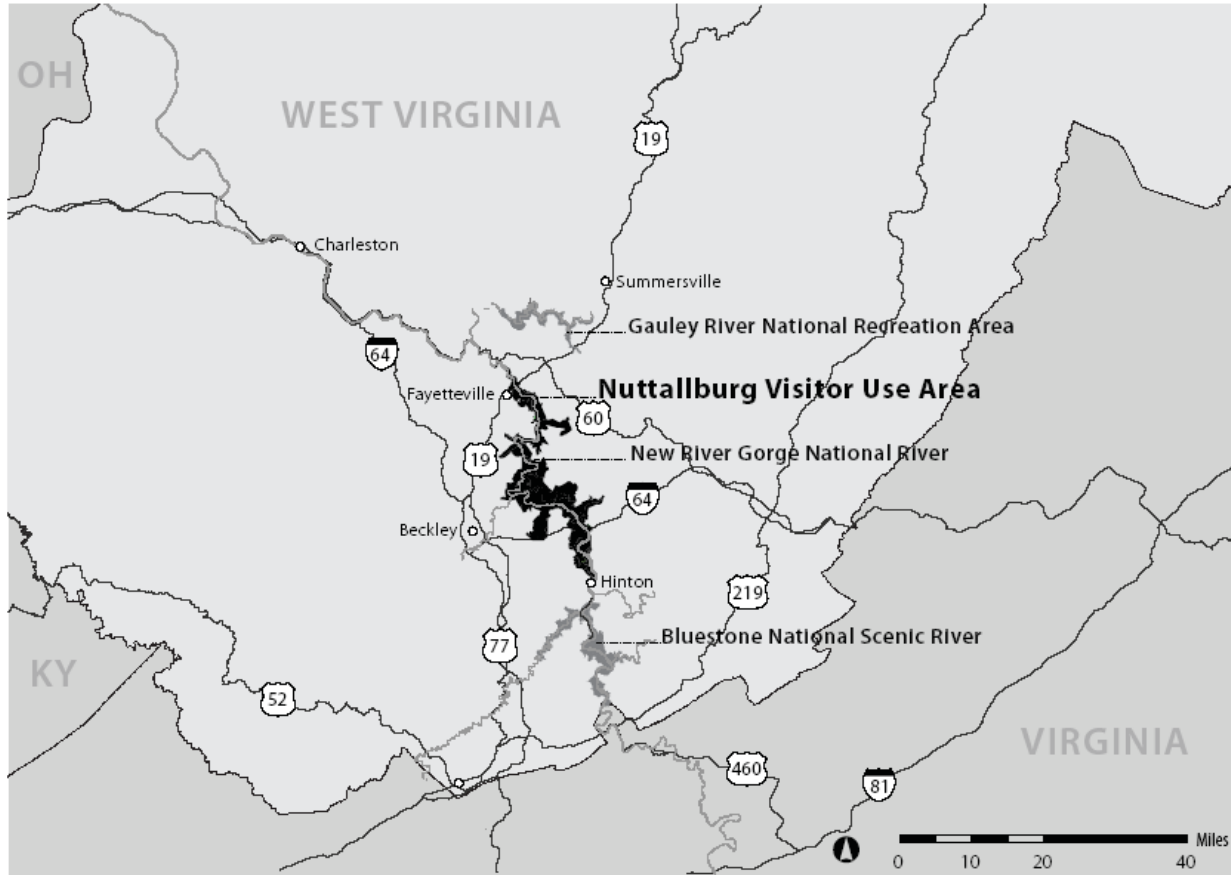 OH
WEST VIRGINIA
19
Charleston
Summersville
Gauley River National Recreation Area
64
Fayetteville
Nuttallburg Visitor Use Area
60
19
New River Gorge National River
64
Beckley
Hinton
219
77
Bluestone National Scenic River
KY
52
VIRGINIA
460
81
Miles
0 10 20 40